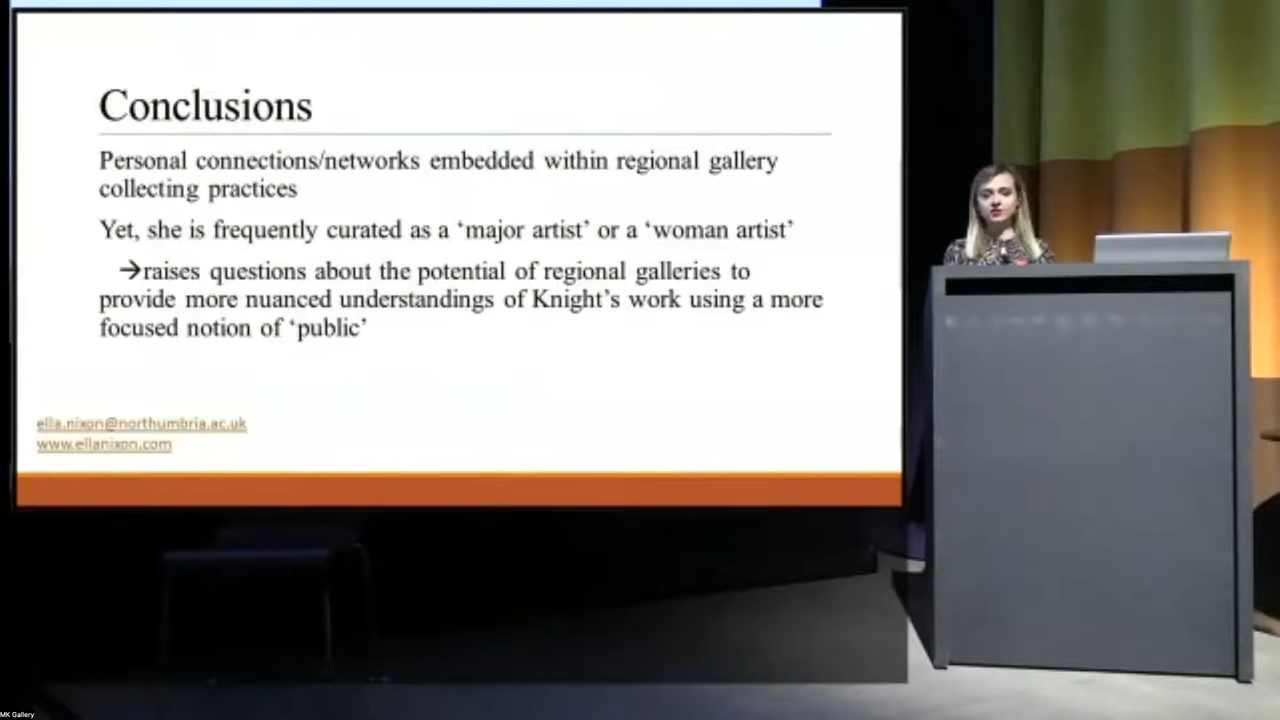 Conclusions
Personal connections/networks embedded within regional gallery
collecting practices
Yet, she is frequently curated as a ‘major artist’ or a ‘woman artist’
→raises questions about the potential of regional galleries to
provide more nuanced understandings of Knight’s work using a more
focused notion of ‘public’
ella.nixon@northumbria.ac.uk
www.ellanixon.com
MK Gallery